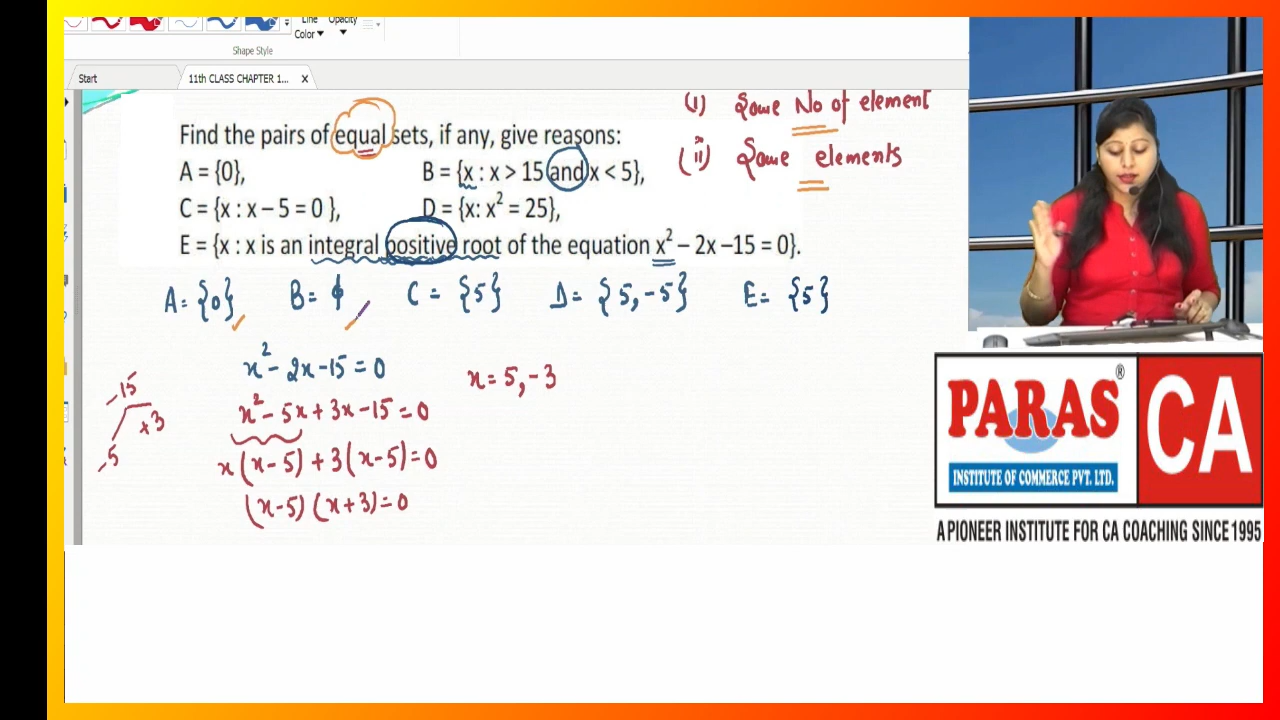 Line Color
Opacity
Shape Style
Start
11th CLASS CHAPTER 1...
(i) Same No of element
Find the pairs of equal sets, if any, give reasons:
(ii) Same elements
A = {0}, B = {x : x > 15 and x < 5},
C = {x : x – 5 = 0 }, D = {x: x² = 25},
E = {x : x is an integral positive root of the equation x² – 2x –15 = 0}.
A = {0} B = ϕ C = {5} D = {5, -5} E = {5}
x² - 2x - 15 = 0
x = 5, -3
-15
+3
-5
x² - 5x + 3x - 15 = 0
x(x-5) + 3(x-5) = 0
(x-5) (x+3) = 0
PARAS®
CA
INSTITUTE OF COMMERCE PVT. LTD.
A PIONEER INSTITUTE FOR CA COACHING SINCE 1995